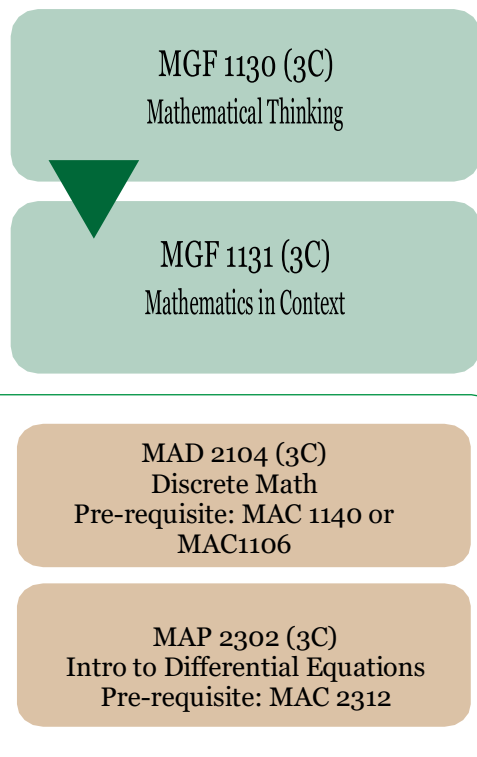 MGF 1130 (3C)
Mathematical Thinking
MGF 1131 (3C)
Mathematics in Context
MAD 2104 (3C)
Discrete Math
Pre-requisite: MAC 1140 or
MAC1106
MAP 2302 (3C)
Intro to Differential Equations
Pre-requisite: MAC 2312